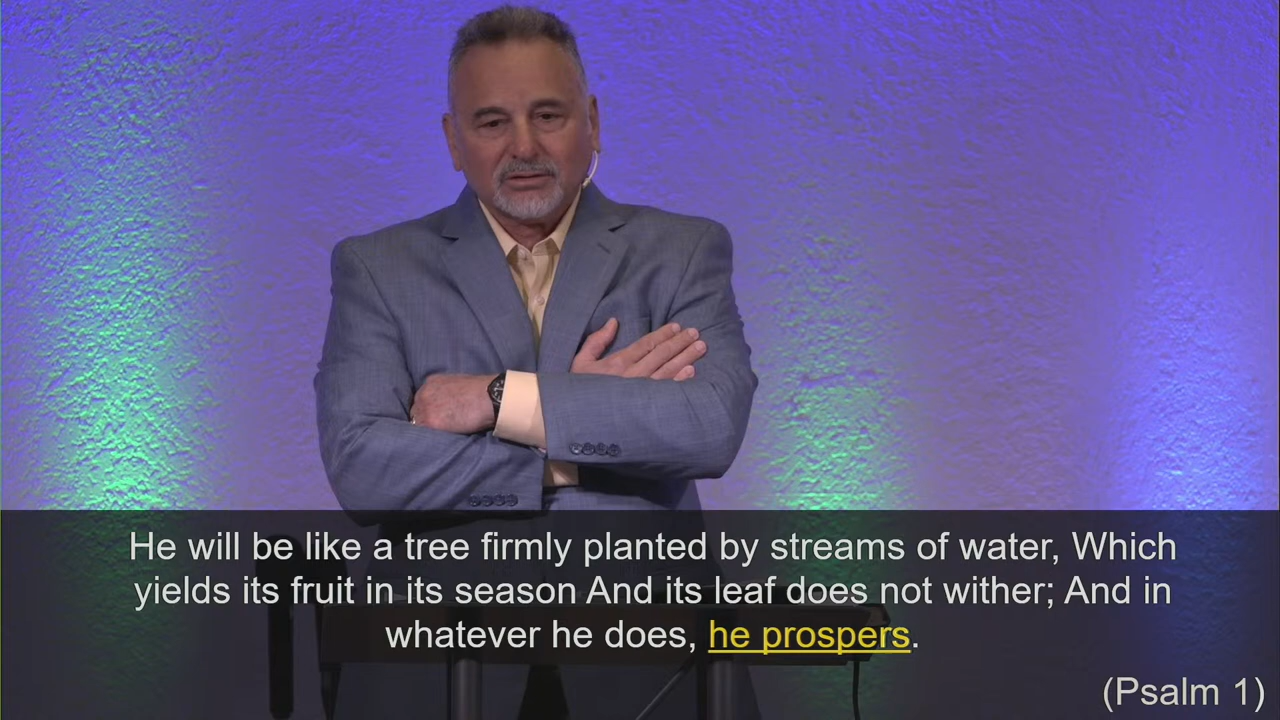 He will be like a tree firmly planted by streams of water, Which
yields its fruit in its season And its leaf does not wither; And in
whatever he does, he prospers.
(Psalm 1)